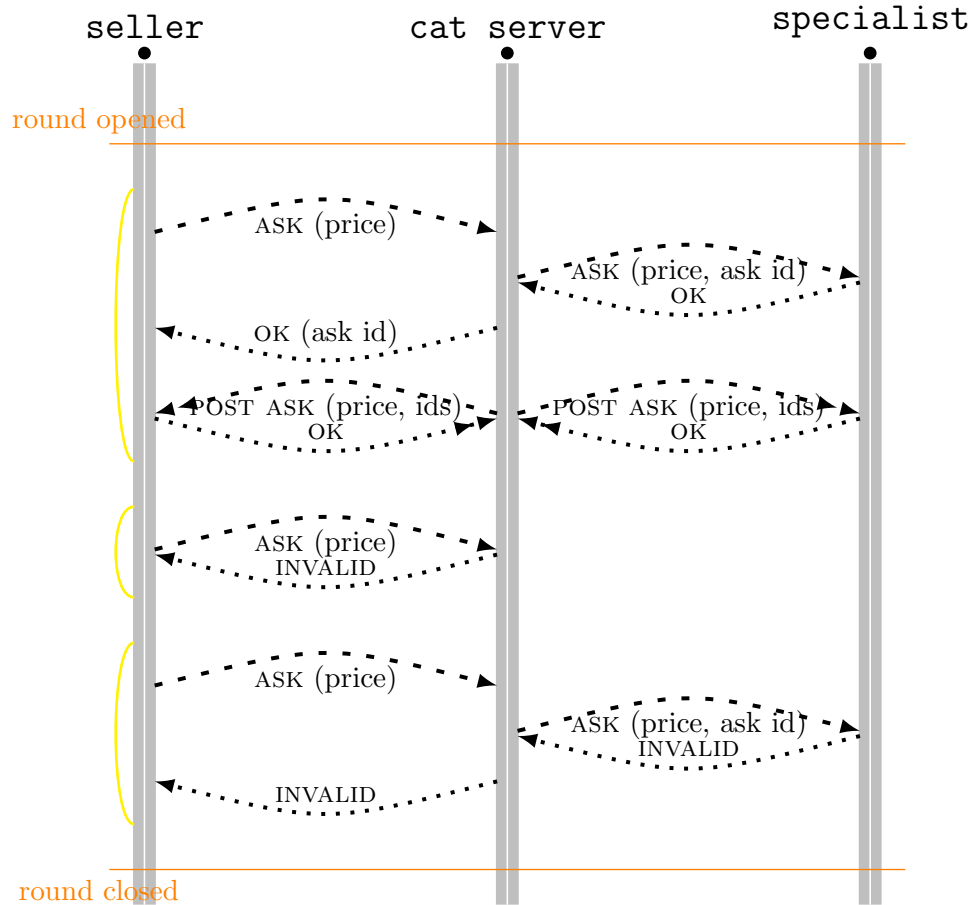 seller
cat server
specialist
round opened
ASK (price)
ASK (price, ask id)
OK
OK (ask id)
POST ASK (price, ids)
OK
POST ASK (price, ids)
OK
ASK (price)
INVALID
ASK (price)
ASK (price, ask id)
INVALID
INVALID
round closed